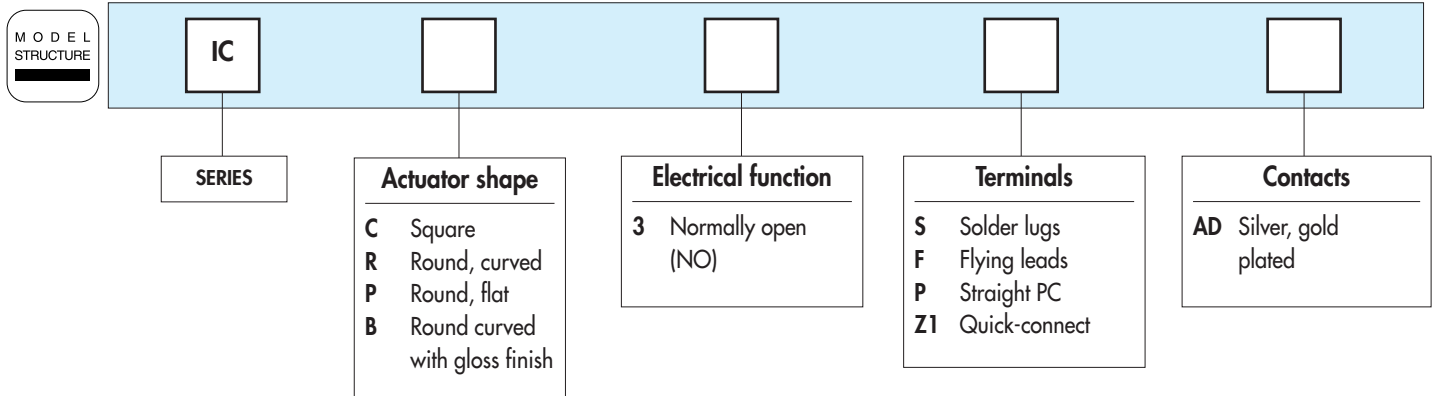 MODEL
STRUCTURE
IC
SERIES
Actuator shape
C Square
R Round, curved
P Round, flat
B Round curved
with gloss finish
Electrical function
3 Normally open
(NO)
Terminals
S Solder lugs
F Flying leads
P Straight PC
Z1 Quick-connect
Contacts
AD Silver, gold
plated